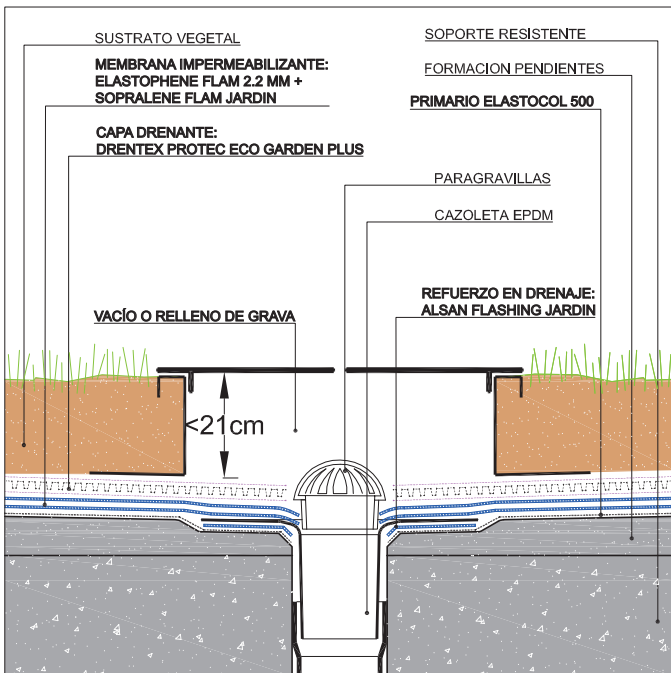 SUSTRATO VEGETAL
MEMBRANA IMPERMEABILIZANTE:
ELASTOPHENE FLAM 2.2 MM +
SOPRALENE FLAM JARDIN
CAPA DRENANTE:
DRENTEX PROTEC ECO GARDEN PLUS
VACÍO O RELLENO DE GRAVA
<21cm
SOPORTE RESISTENTE
FORMACION PENDIENTES
PRIMARIO ELASTOCOL 500
PARAGRAVILLAS
CAZOLETA EPDM
REFUERZO EN DRENAJE:
ALSAN FLASHING JARDIN